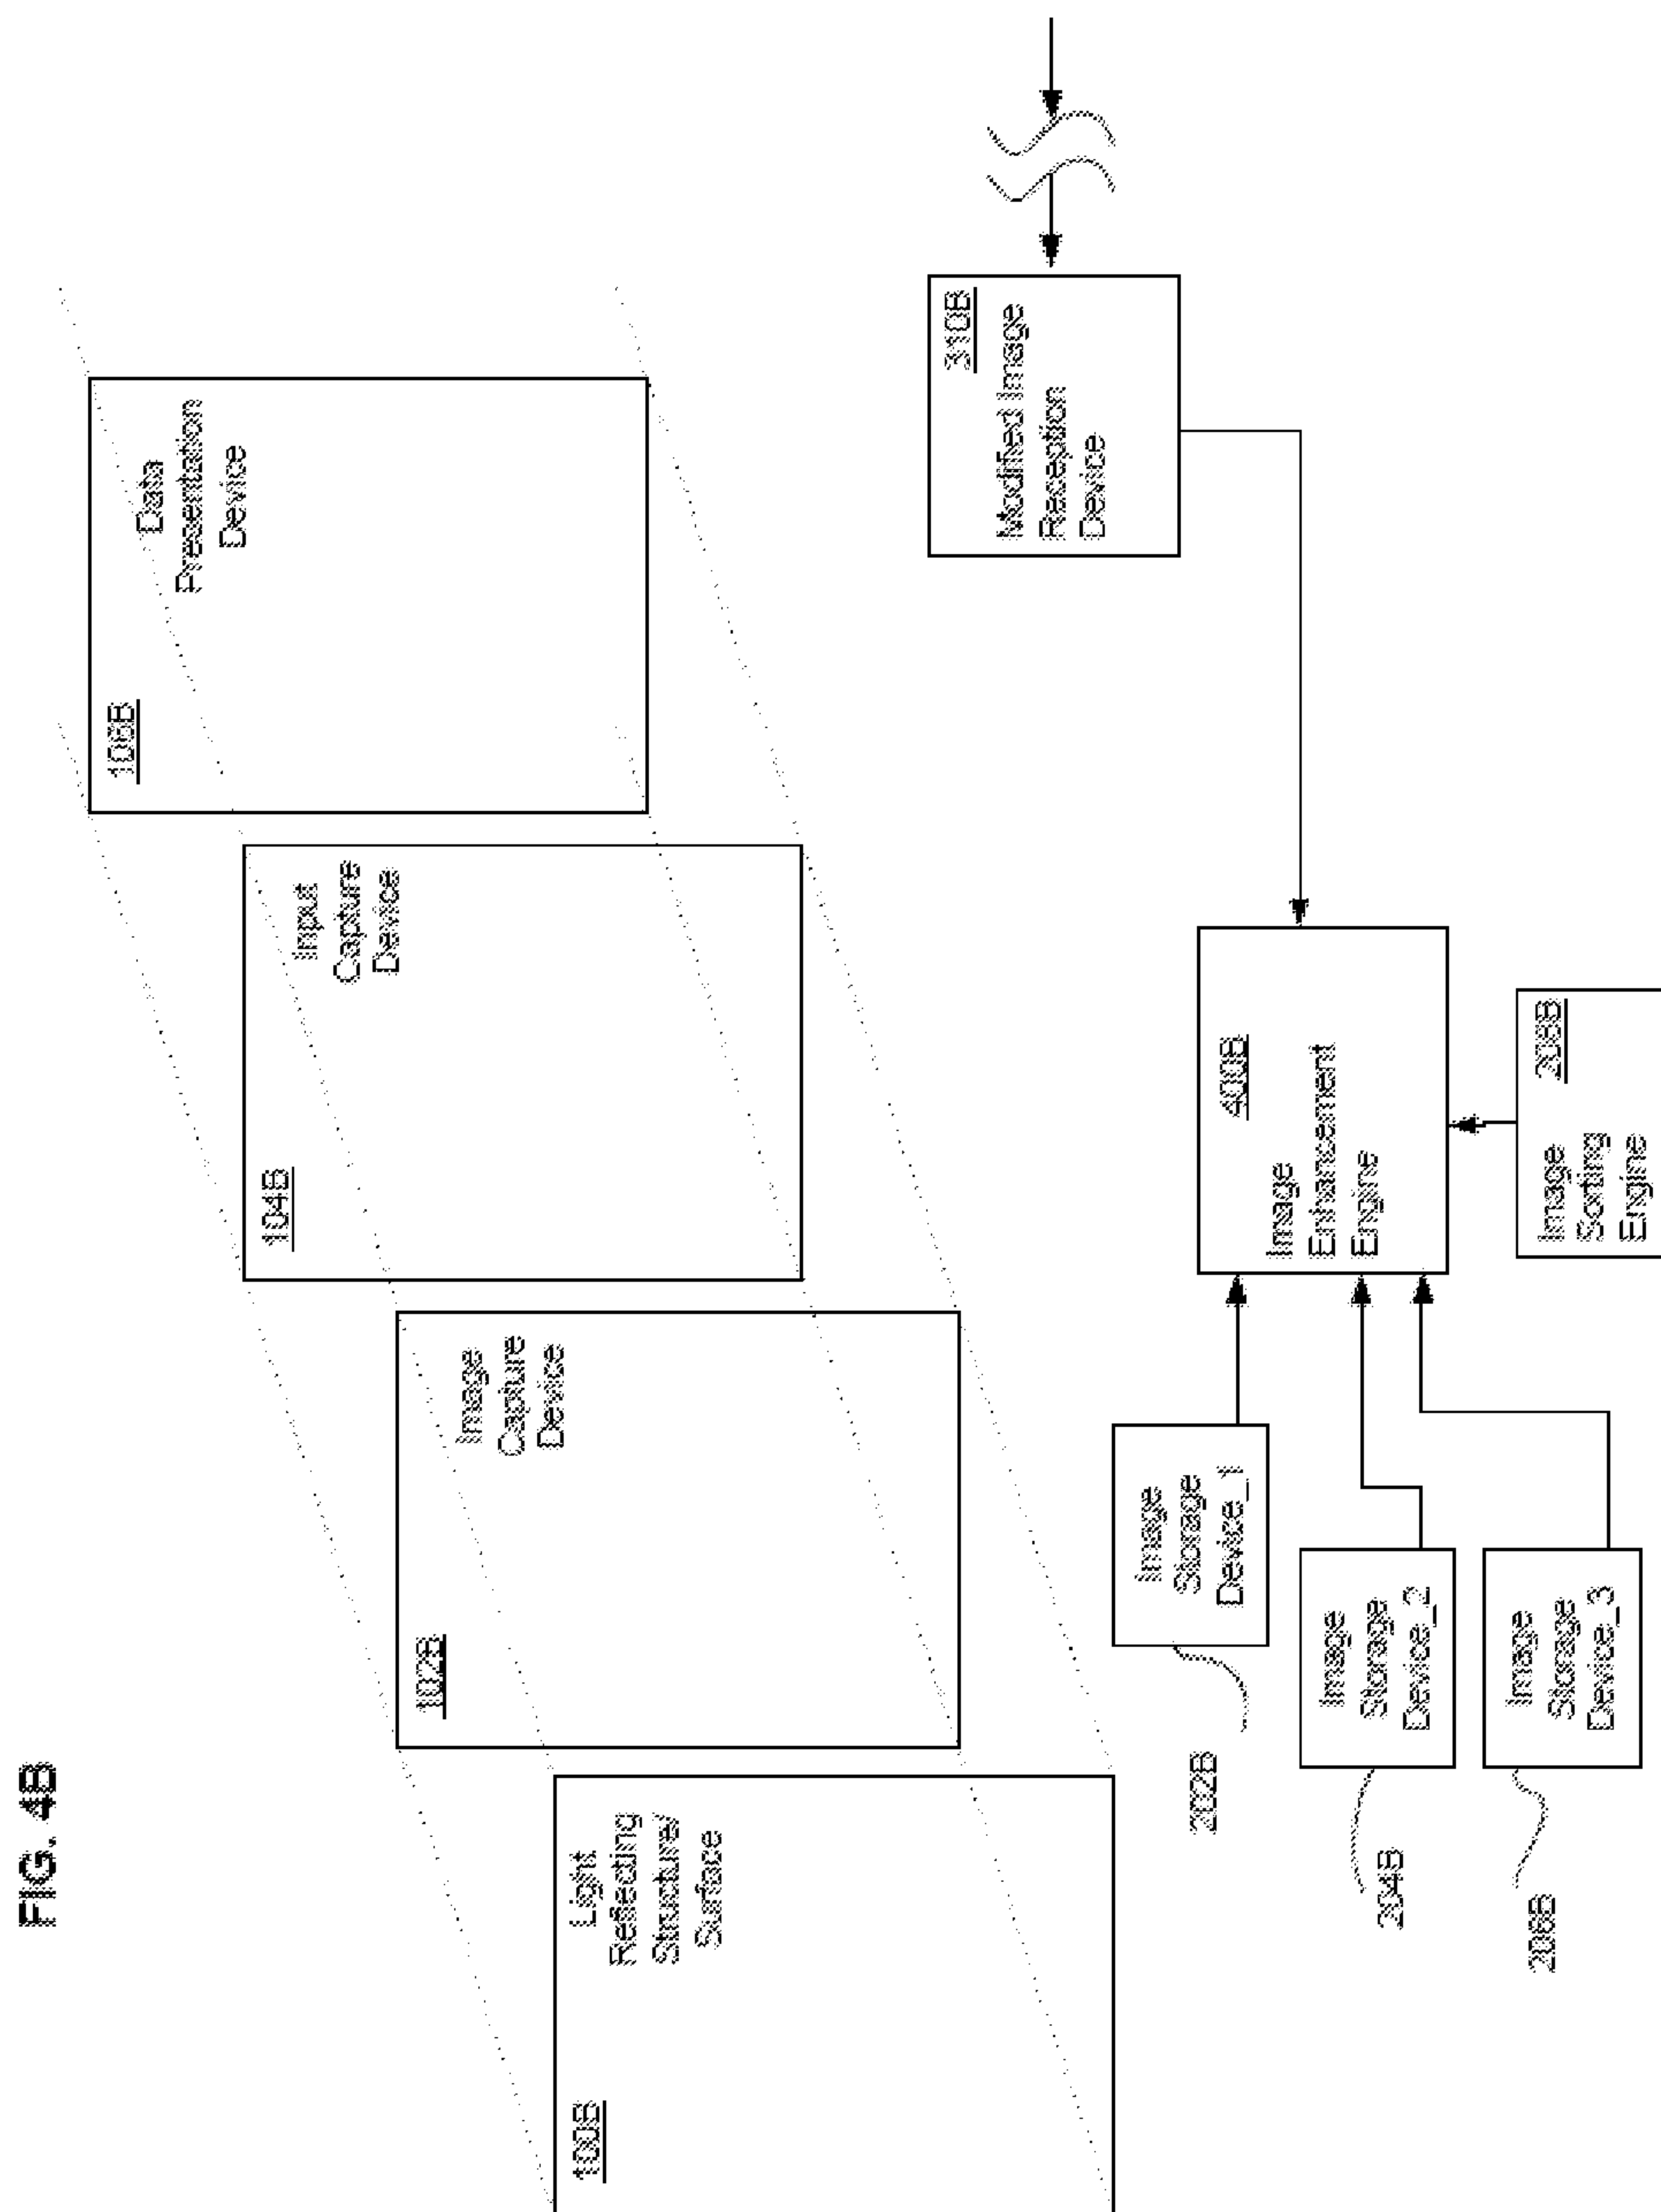 FIG. 4B
100B
Light
Reflecting
Structure/
Surface
102B
Image
Capture
Device
104B
Input
Capture
Device
Data
Presentation
Device
202B
Image
Storage
Device_1
204B
Image
Storage
Device_2
206B
Image
Storage
Device_3
400B
Image
Enhancement
Engine
208B
Image
Sorting
Engine
310B
Modified Image
Reception
Device